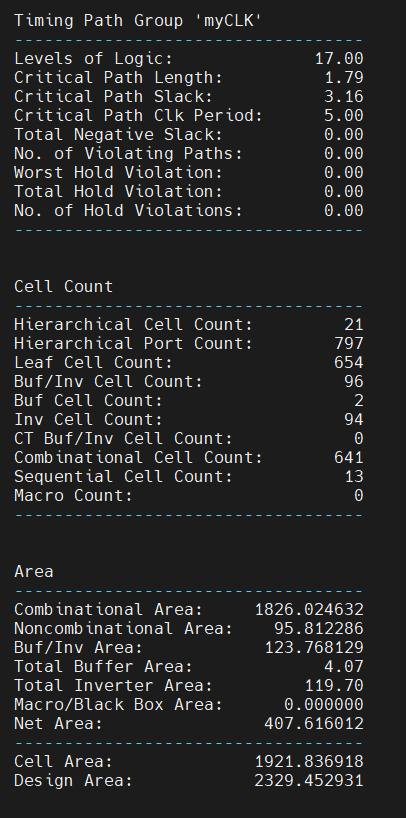 Timing Path Group 'myCLK'
-----------------------------------
Levels of Logic: 17.00
Critical Path Length: 1.79
Critical Path Slack: 3.16
Critical Path Clk Period: 5.00
Total Negative Slack: 0.00
No. of Violating Paths: 0.00
Worst Hold Violation: 0.00
Total Hold Violation: 0.00
No. of Hold Violations: 0.00
-----------------------------------
Cell Count
-----------------------------------
Hierarchical Cell Count: 21
Hierarchical Port Count: 797
Leaf Cell Count: 654
Buf/Inv Cell Count: 96
Buf Cell Count: 2
Inv Cell Count: 94
CT Buf/Inv Cell Count: 0
Combinational Cell Count: 641
Sequential Cell Count: 13
Macro Count: 0
-----------------------------------
Area
-----------------------------------
Combinational Area: 1826.024632
Noncombinational Area: 95.812286
Buf/Inv Area: 123.768129
Total Buffer Area: 4.07
Total Inverter Area: 119.70
Macro/Black Box Area: 0.000000
Net Area: 407.616012
-----------------------------------
Cell Area: 1921.836918
Design Area: 2329.452931